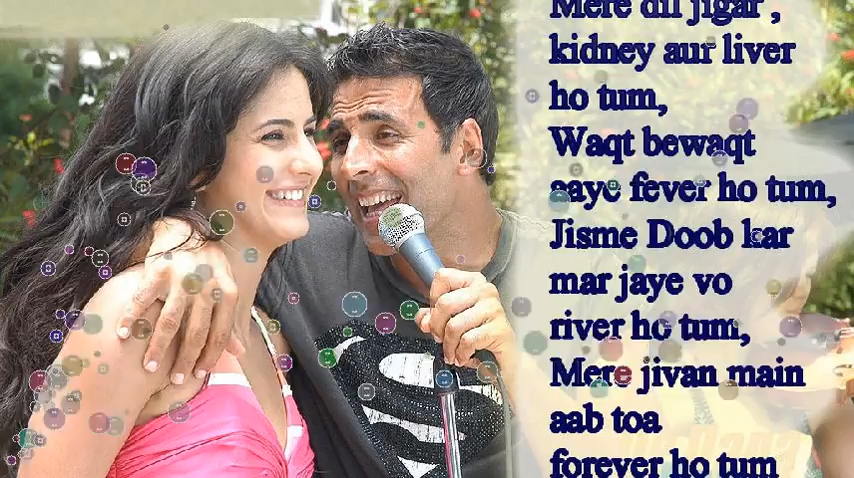 Mere dil jigar ,
kidney aur liver
ho tum,
Waqt bewaqt
aaye fever ho tum,
Jisme Doob kar
mar jaye vo
river ho tum,
Mere jivan main
aab toa
forever ho tum